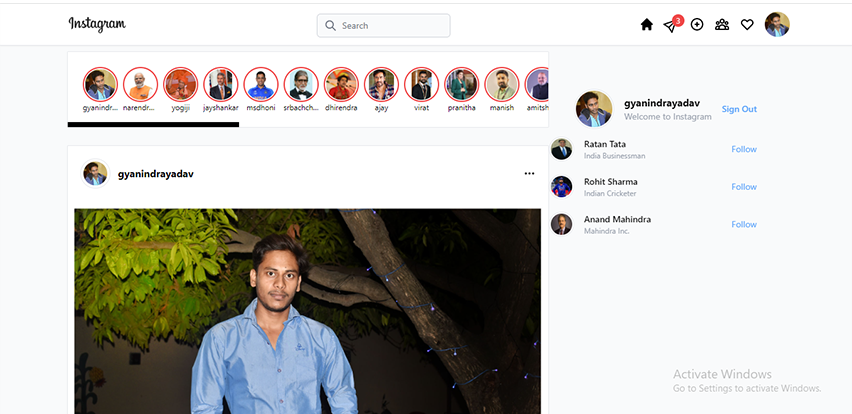 Instagram
Search
3
gyanindr...
narendr...
yogiji
jayshankar
msdhoni
srbachch...
dhirendra
ajay
virat
pranitha
manish
amitsh
gyanindrayadav
Welcome to Instagram
Sign Out
Ratan Tata
India Businessman
Follow
Rohit Sharma
Indian Cricketer
Follow
Anand Mahindra
Mahindra Inc.
Follow
gyanindrayadav
Activate Windows
Go to Settings to activate Windows.